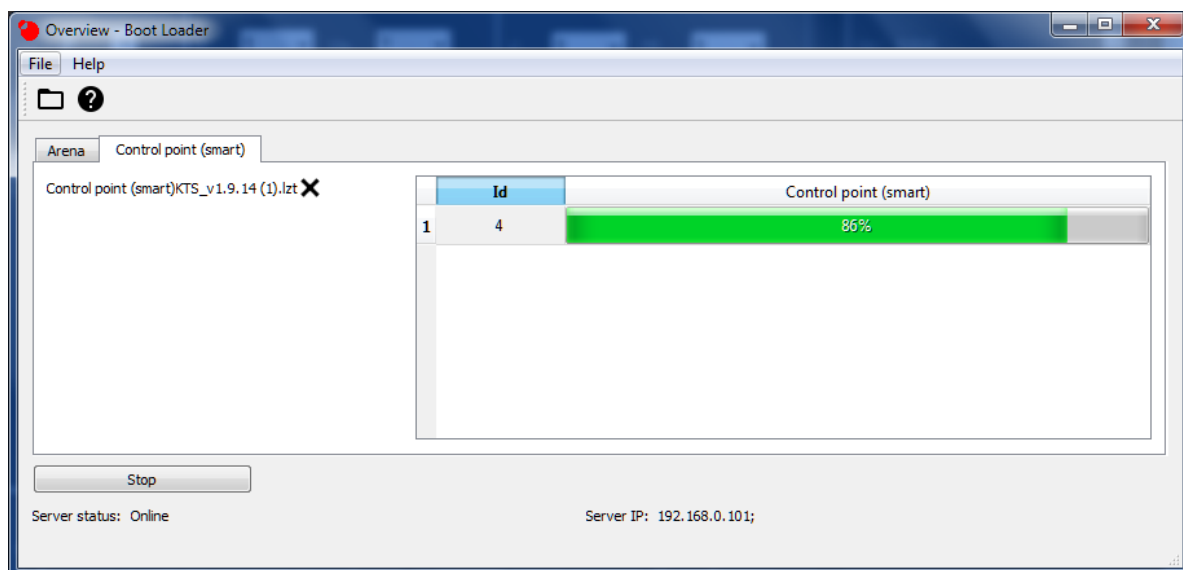 Overview - Boot Loader
File Help
Arena Control point (smart)
Control point (smart)KTS_v1.9.14 (1).lzt
Id Control point (smart)
1 4 86%
Stop
Server status: Online Server IP: 192.168.0.101;